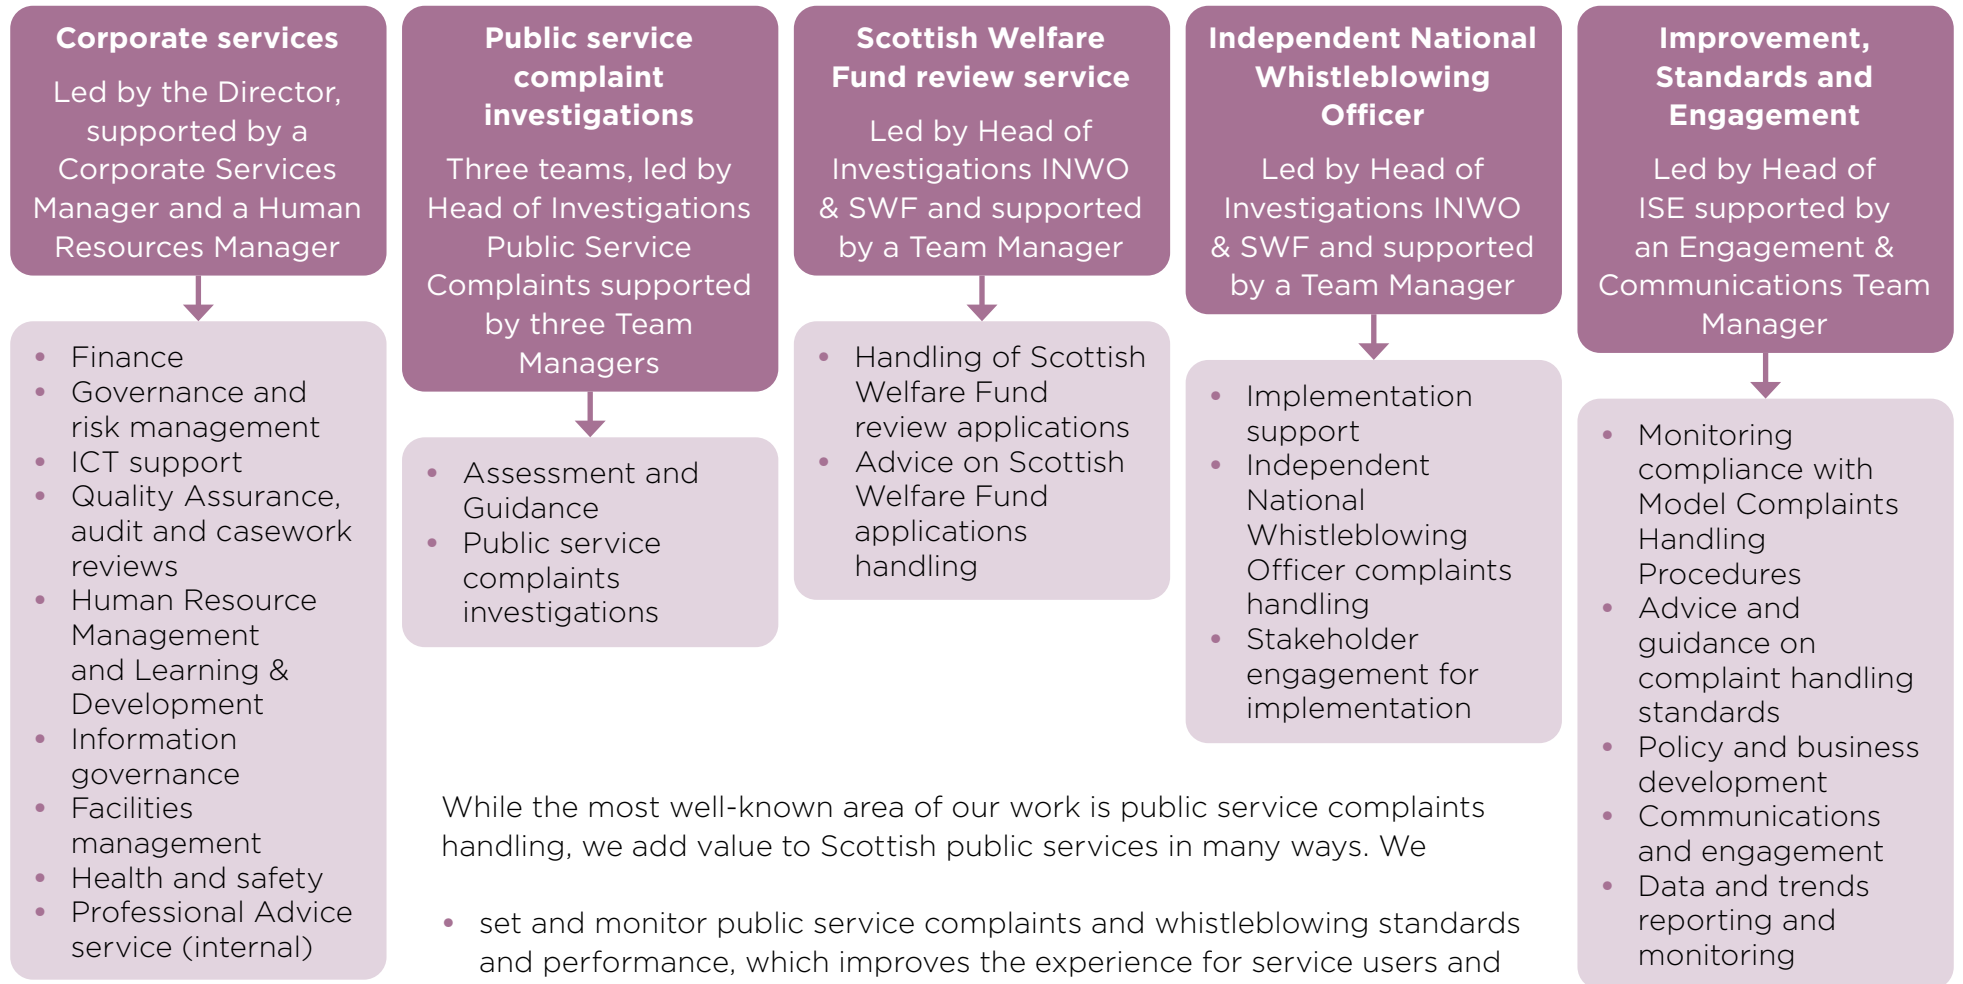 Corporate services
Led by the Director,
supported by a
Corporate Services
Manager and a Human
Resources Manager
• Finance
• Governance and
risk management
• ICT support
• Quality Assurance,
audit and casework
reviews
• Human Resource
Management
and Learning &
Development
• Information
governance
• Facilities
management
• Health and safety
• Professional Advice
service (internal)
Public service
complaint
investigations
Three teams, led by
Head of Investigations
Public Service
Complaints supported
by three Team
Managers
• Assessment and
Guidance
• Public service
complaints
investigations
Scottish Welfare
Fund review service
Led by Head of
Investigations INWO
& SWF and supported
by a Team Manager
• Handling of Scottish
Welfare Fund
review applications
• Advice on Scottish
Welfare Fund
applications
handling
Independent National
Whistleblowing
Officer
Led by Head of
Investigations INWO
& SWF and supported
by a Team Manager
• Implementation
support
• Independent
National
Whistleblowing
Officer complaints
handling
• Stakeholder
engagement for
implementation
Improvement,
Standards and
Engagement
Led by Head of
ISE supported by
an Engagement &
Communications Team
Manager
• Monitoring
compliance with
Model Complaints
Handling
Procedures
• Advice and
guidance on
complaint handling
standards
• Policy and business
development
• Communications
and engagement
• Data and trends
reporting and
monitoring
While the most well-known area of our work is public service complaints
handling, we add value to Scottish public services in many ways. We
• set and monitor public service complaints and whistleblowing standards
and performance, which improves the experience for service users and